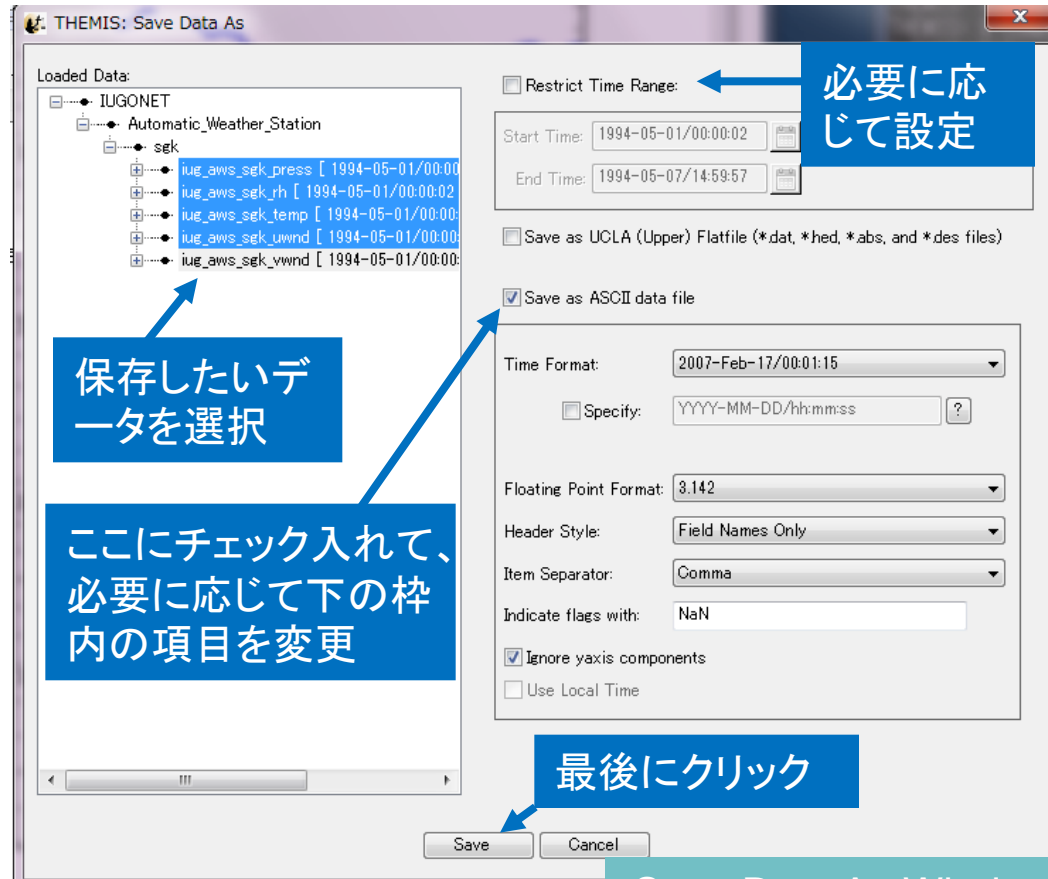 THEMIS: Save Data As
Loaded Data:
IUGONET
Automatic_Weather_Station
sgk
iug_aws_sgk_press [ 1994-05-01/00:00
iug_aws_sgk_rh [ 1994-05-01/00:00:02
iug_aws_sgk_temp [ 1994-05-01/00:00:
iug_aws_sgk_uwnd [ 1994-05-01/00:00:
iug_aws_sgk_vwnd [ 1994-05-01/00:00:
保存したいデ
ータを選択
ここにチェック入れて、
必要に応じて下の枠
内の項目を変更
Restrict Time Range:
必要に応
じて設定
Start Time: 1994-05-01/00:00:02
End Time: 1994-05-07/14:59:57
Save as UCLA (Upper) Flatfile (*.dat, *.hed, *.abs, and *.des files)
Save as ASCII data file
Time Format: 2007-Feb-17/00:01:15
Specify: YYYY-MM-DD/hh:mm:ss ?
Floating Point Format: 3.142
Header Style: Field Names Only
Item Separator: Comma
Indicate flags with: NaN
Ignore yaxis components
Use Local Time
最後にクリック
Save Cancel